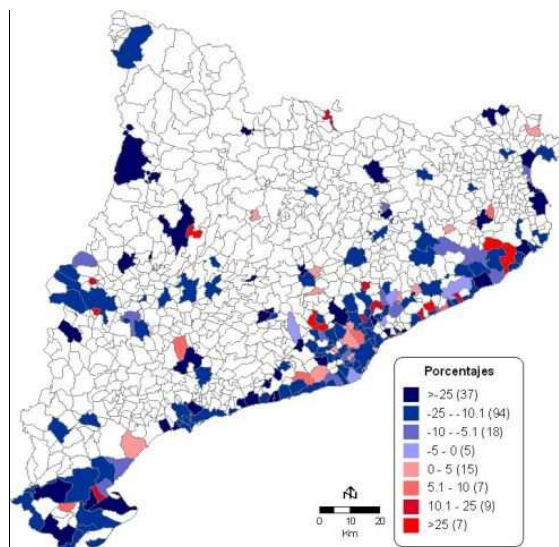 Porcentajes
>-25 (37)
-25 - -10.1 (94)
-10 - -5.1 (18)
-5 - 0 (5)
0 - 5 (15)
5.1 - 10 (7)
10.1 - 25 (9)
>25 (7)
N
0 10 20
Km